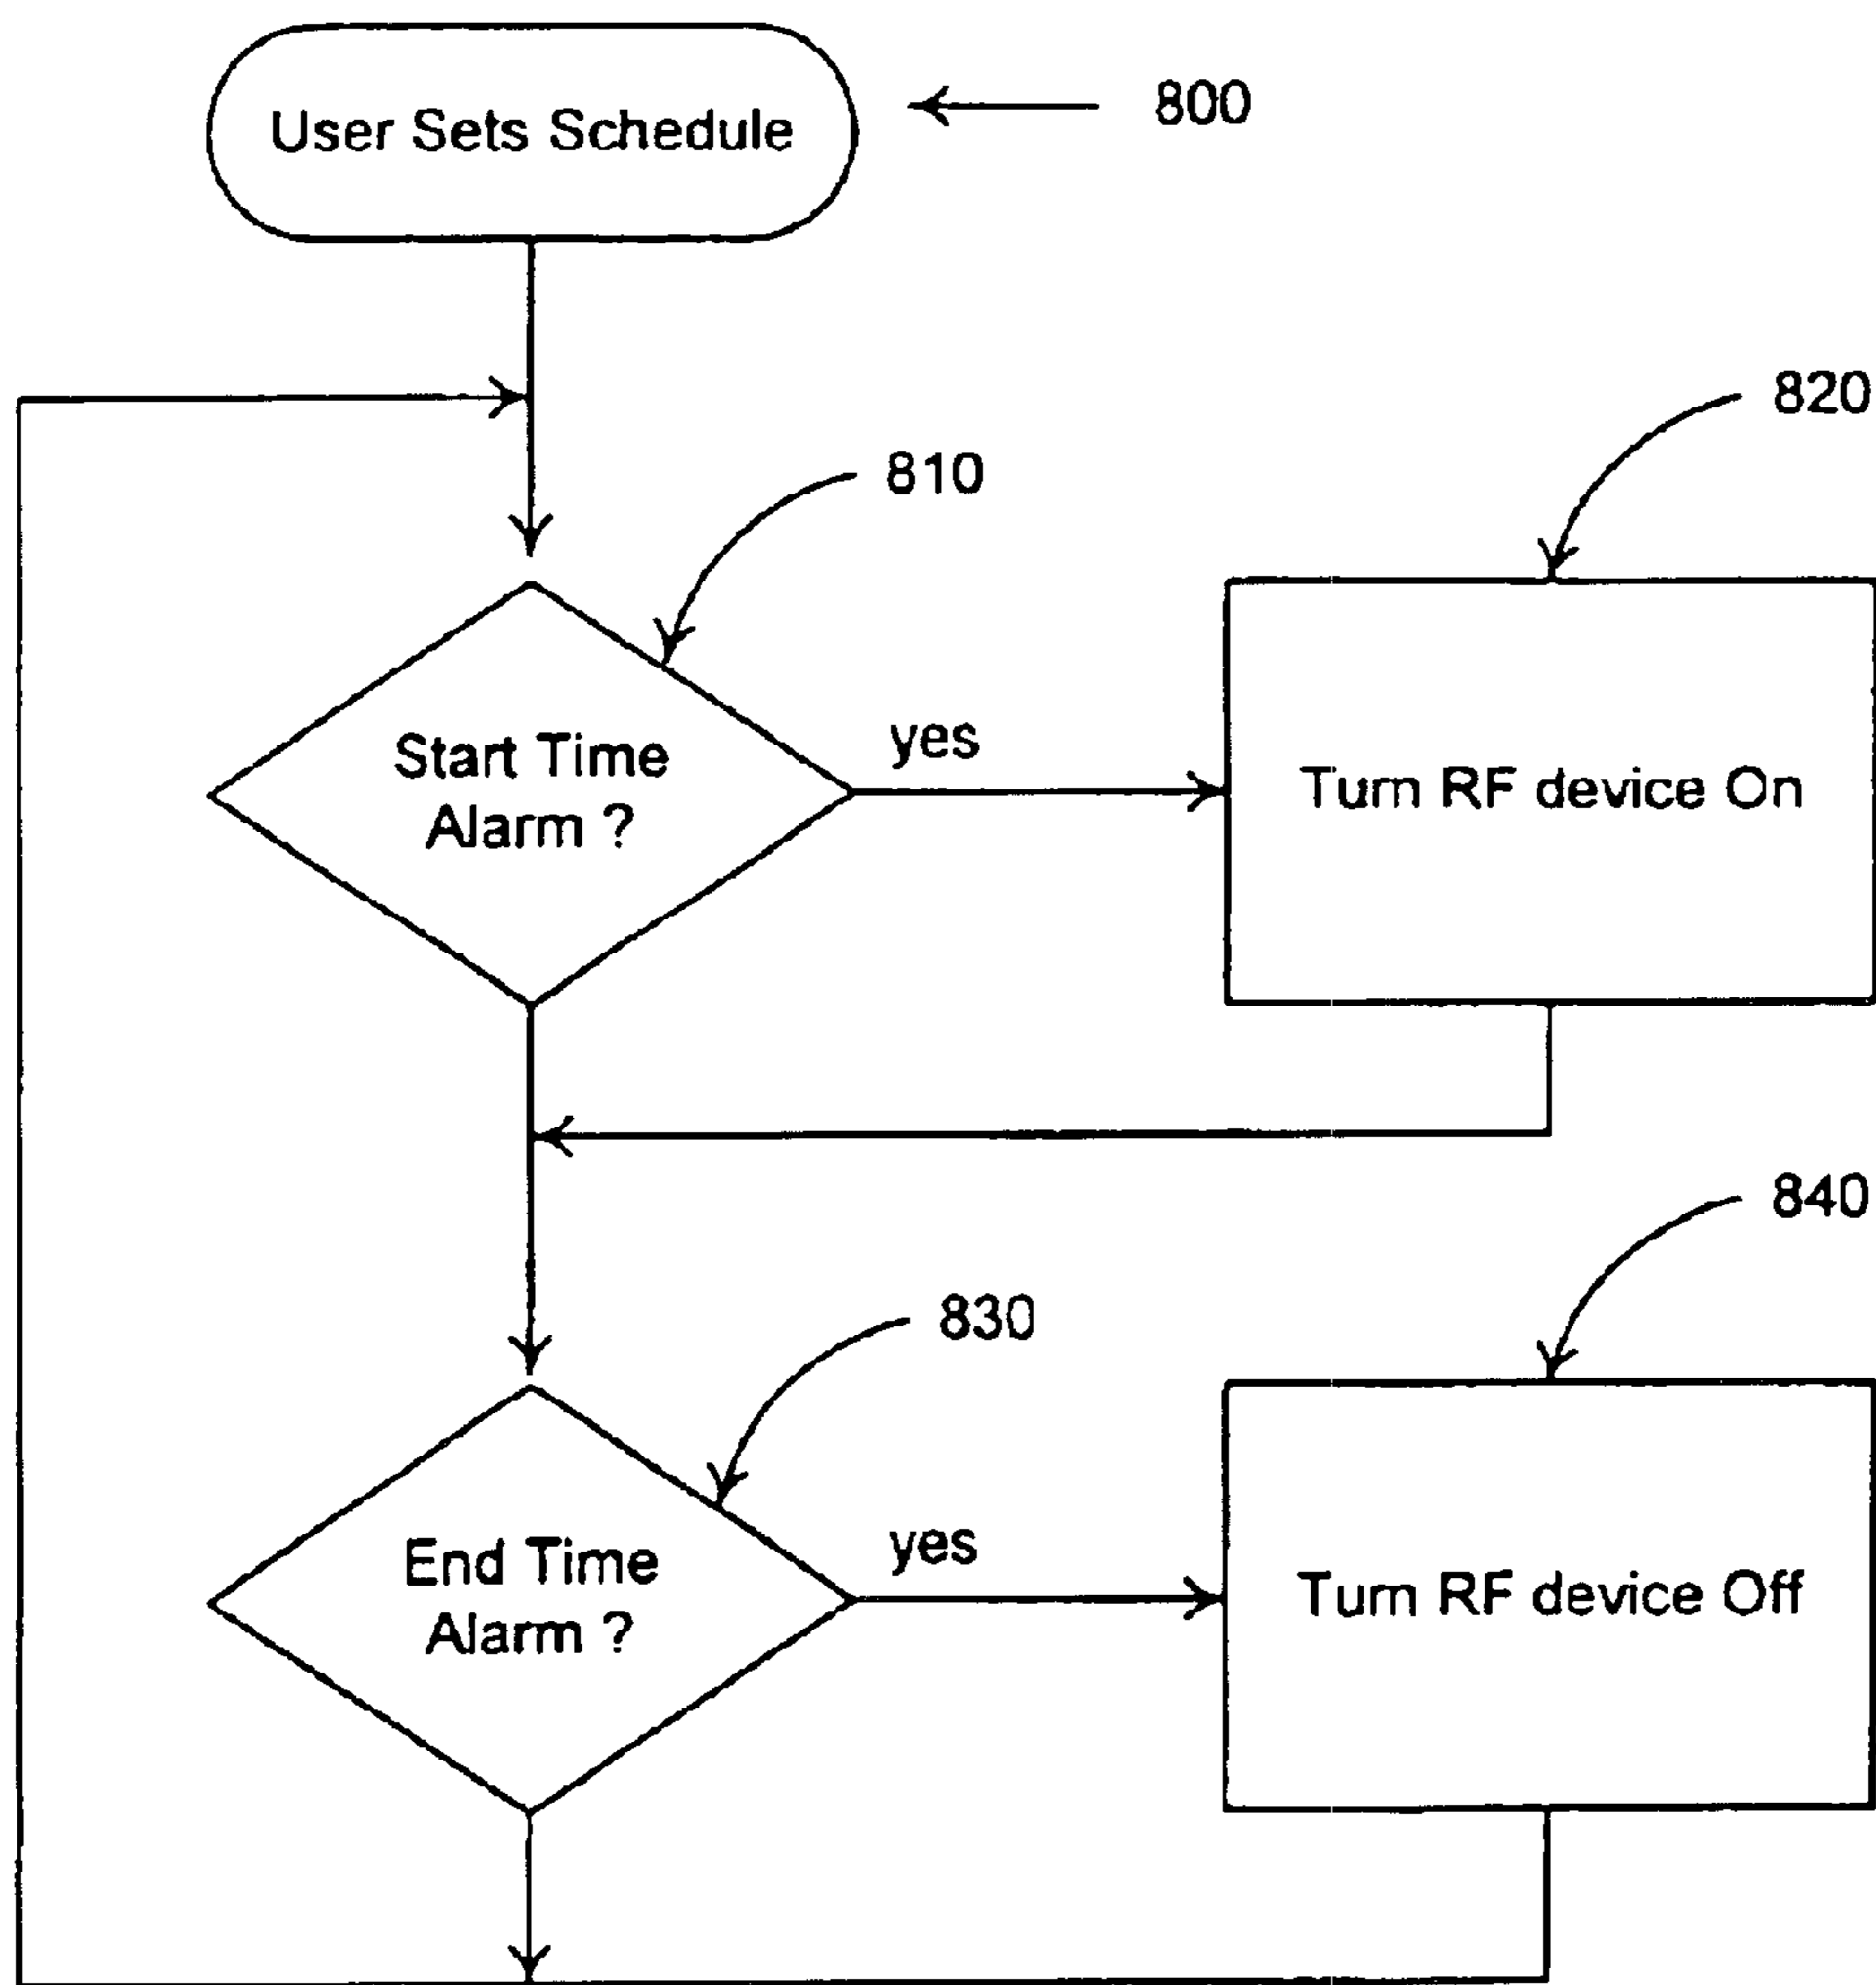 User Sets Schedule
800
820
810
Start Time
Alarm ?
yes
Turn RF device On
840
830
End Time
Alarm ?
yes
Turn RF device Off